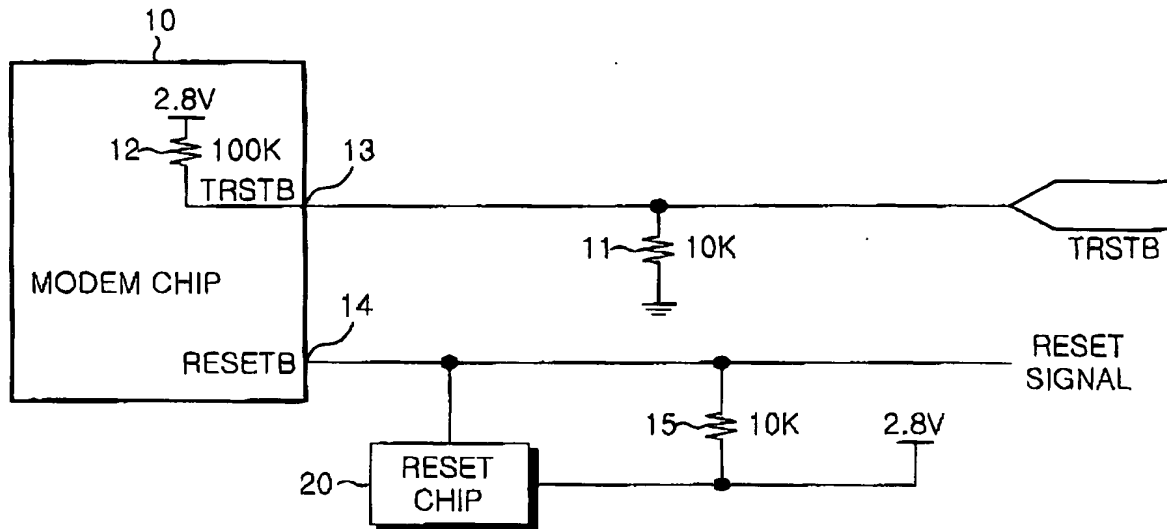 10
2.8V
12 100K
13
TRSTB
11 10K
TRSTB
MODEM CHIP
14
RESETB
RESET
SIGNAL
15 10K
2.8V
20
RESET
CHIP